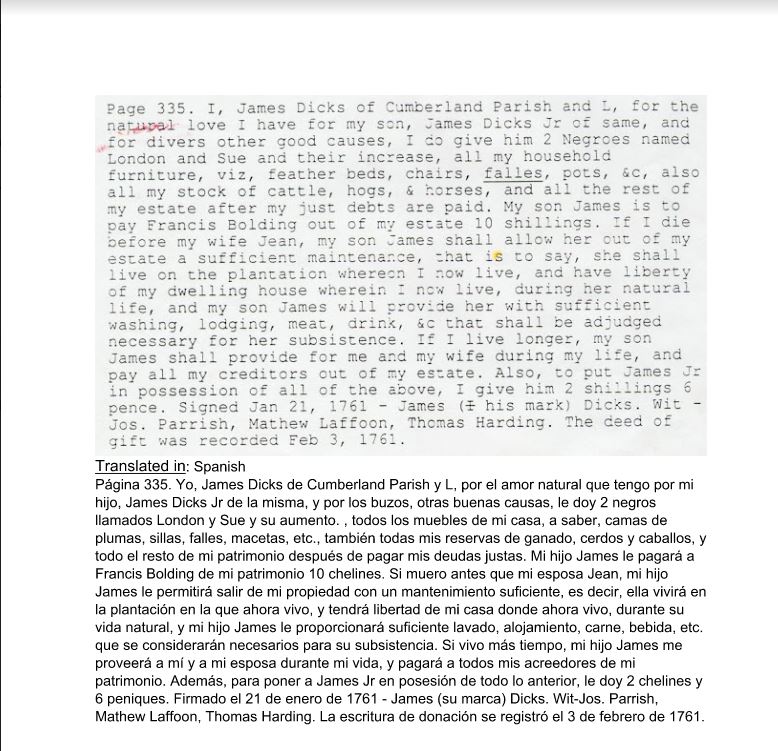 Page 335. I, James Dicks of Cumberland Parish and L, for the
natural love I have for my son, James Dicks Jr of same, and
for divers other good causes, I do give him 2 Negroes named
London and Sue and their increase, all my household
furniture, viz, feather beds, chairs, falles, pots, &c, also
all my stock of cattle, hogs, & horses, and all the rest of
my estate after my just debts are paid. My son James is to
pay Francis Bolding out of my estate 10 shillings. If I die
before my wife Jean, my son James shall allow her out of my
estate a sufficient maintenance, that is to say, she shall
live on the plantation whereon I now live, and have liberty
of my dwelling house wherein I now live, during her natural
life, and my son James will provide her with sufficient
washing, lodging, meat, drink, &c that shall be adjudged
necessary for her subsistence. If I live longer, my son
James shall provide for me and my wife during my life, and
pay all my creditors out of my estate. Also, to put James Jr
in possession of all of the above, I give him 2 shillings 6
pence. Signed Jan 21, 1761 - James (‡ his mark) Dicks. Wit -
Jos. Parrish, Mathew Laffoon, Thomas Harding. The deed of
gift was recorded Feb 3, 1761.
Translated in: Spanish
Página 335. Yo, James Dicks de Cumberland Parish y L, por el amor natural que tengo por mi
hijo, James Dicks Jr de la misma, y por los buzos, otras buenas causas, le doy 2 negros
llamados London y Sue y su aumento. , todos los muebles de mi casa, a saber, camas de
plumas, sillas, falles, macetas, etc., también todas mis reservas de ganado, cerdos y caballos, y
todo el resto de mi patrimonio después de pagar mis deudas justas. Mi hijo James le pagará a
Francis Bolding de mi patrimonio 10 chelines. Si muero antes que mi esposa Jean, mi hijo
James le permitirá salir de mi propiedad con un mantenimiento suficiente, es decir, ella vivirá en
la plantación en la que ahora vivo, y tendrá libertad de mi casa donde ahora vivo, durante su
vida natural, y mi hijo James le proporcionará suficiente lavado, alojamiento, carne, bebida, etc.
que se considerarán necesarios para su subsistencia. Si vivo más tiempo, mi hijo James me
proveerá a mí y a mi esposa durante mi vida, y pagará a todos mis acreedores de mi
patrimonio. Además, para poner a James Jr en posesión de todo lo anterior, le doy 2 chelines y
6 peniques. Firmado el 21 de enero de 1761 - James (su marca) Dicks. Wit-Jos. Parrish,
Mathew Laffoon, Thomas Harding. La escritura de donación se registró el 3 de febrero de 1761.